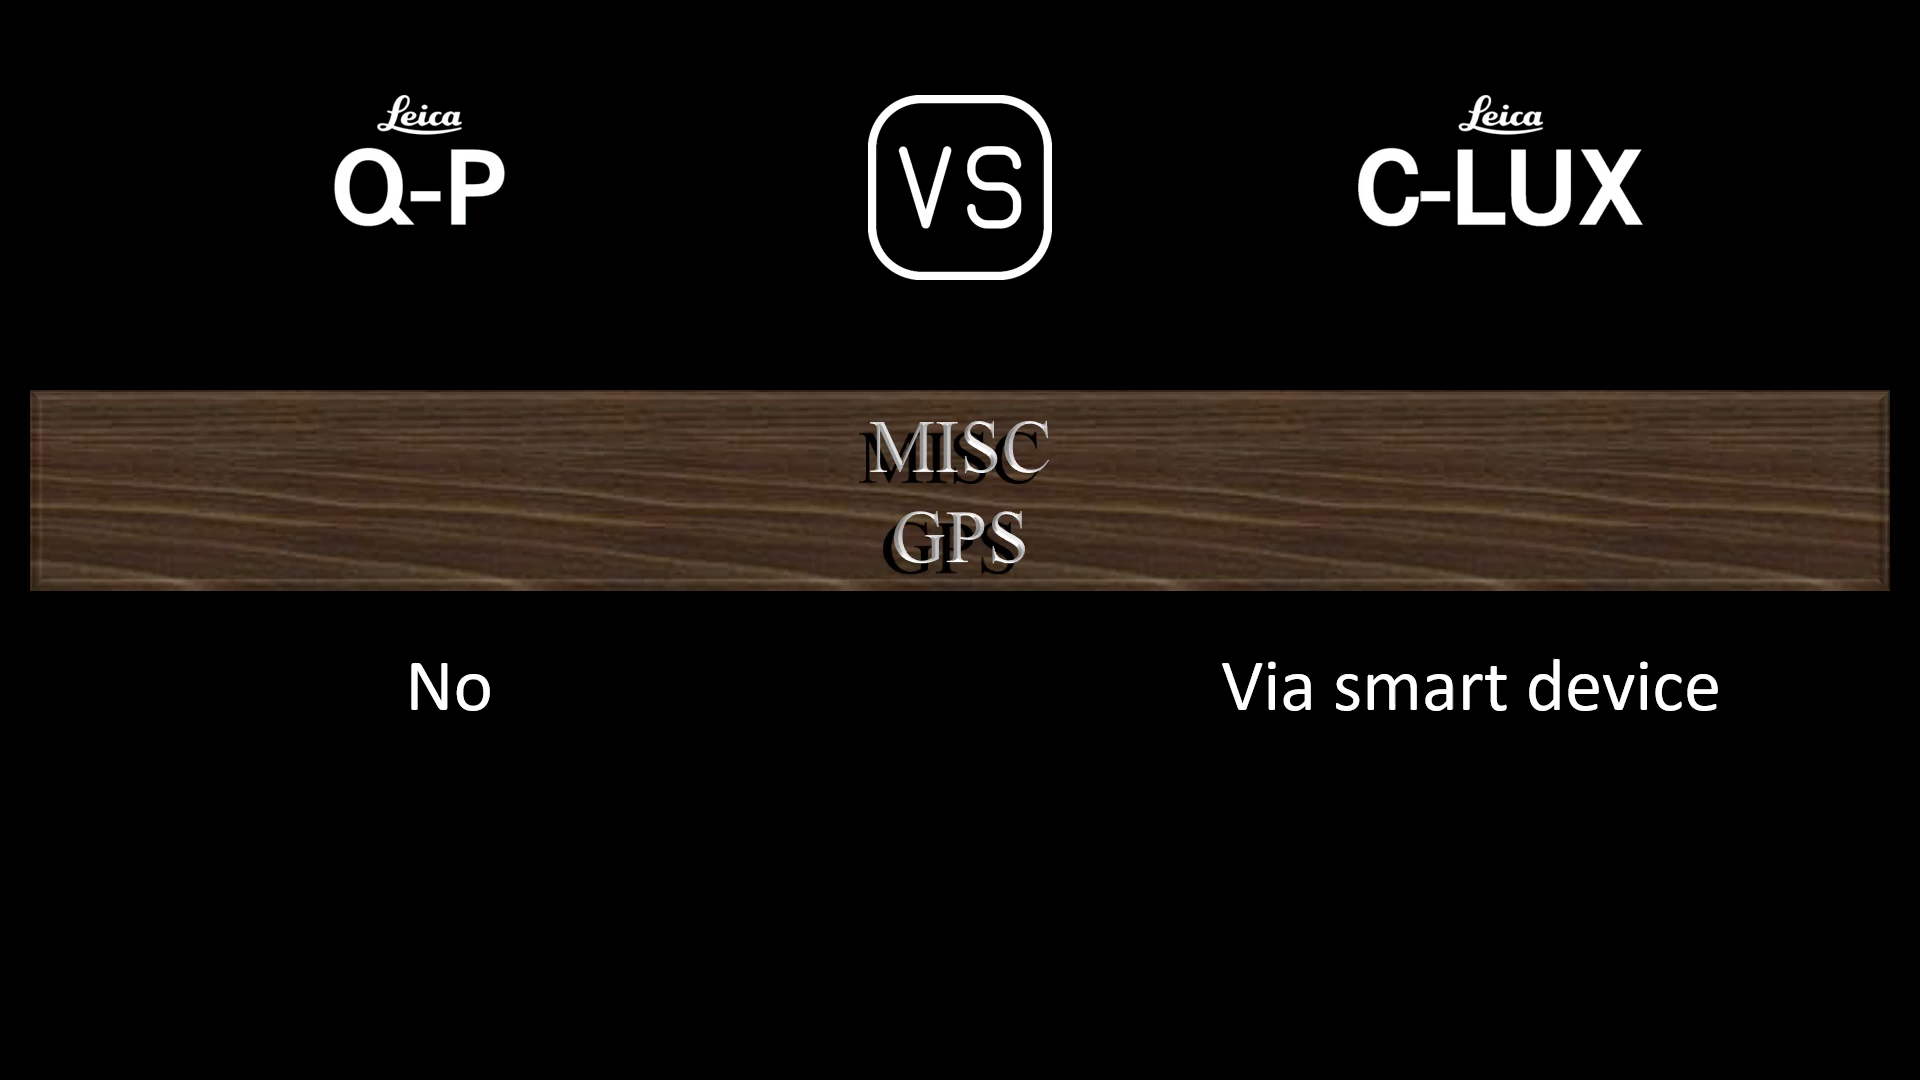 Leica
Q-P
VS
Leica
C-LUX
MISC
GPS
No
Via smart device